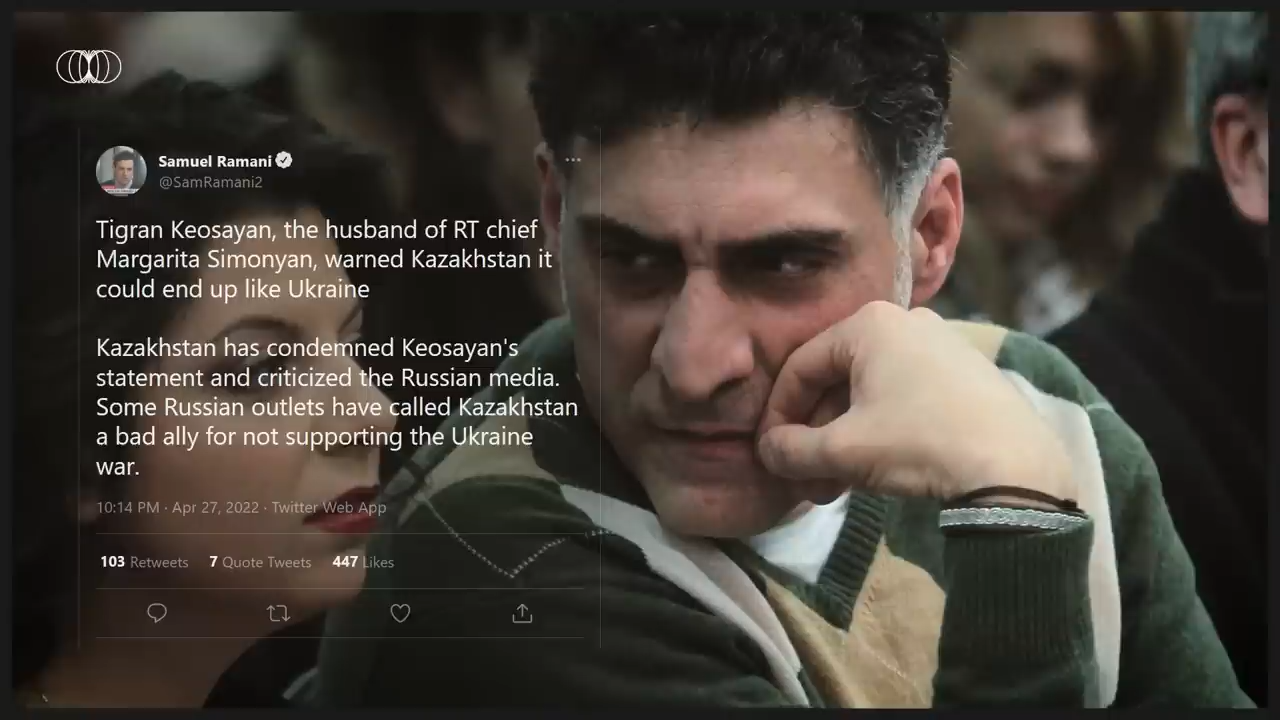 Samuel Ramani
@SamRamani2
Tigran Keosayan, the husband of RT chief
Margarita Simonyan, warned Kazakhstan it
could end up like Ukraine
Kazakhstan has condemned Keosayan's
statement and criticized the Russian media.
Some Russian outlets have called Kazakhstan
a bad ally for not supporting the Ukraine
war.
10:14 PM · Apr 27, 2022 · Twitter Web App
103 Retweets 7 Quote Tweets 447 Likes